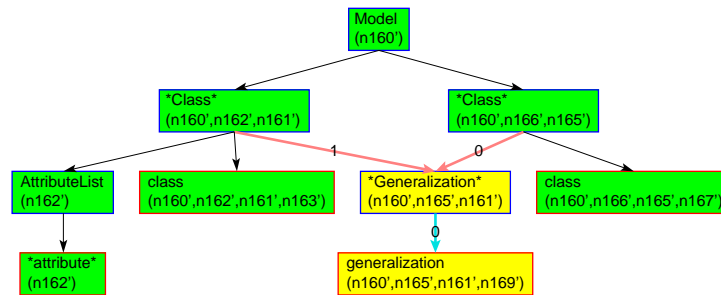 Model
(n160')
*Class*
(n160',n162',n161')
*Class*
(n160',n166',n165')
1
0
AttributeList
(n162')
class
(n160',n162',n161',n163')
*Generalization*
(n160',n165',n161')
class
(n160',n166',n165',n167')
0
*attribute*
(n162')
generalization
(n160',n165',n161',n169')